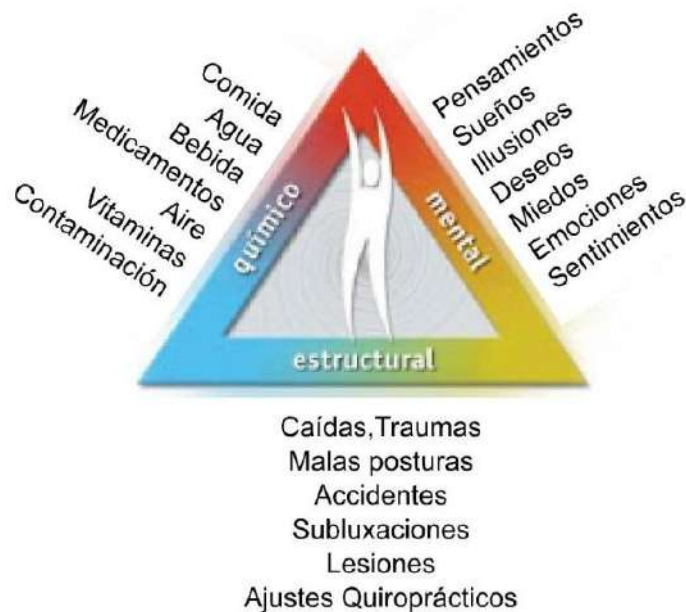 Comida
Agua
Bebida
Medicamentos
Aire
Vitaminas
Contaminación
químico
Pensamientos
Sueños
Illusiones
Deseos
Miedos
Emociones
Sentimientos
mental
estructural
Caídas,Traumas
Malas posturas
Accidentes
Subluxaciones
Lesiones
Ajustes Quiroprácticos